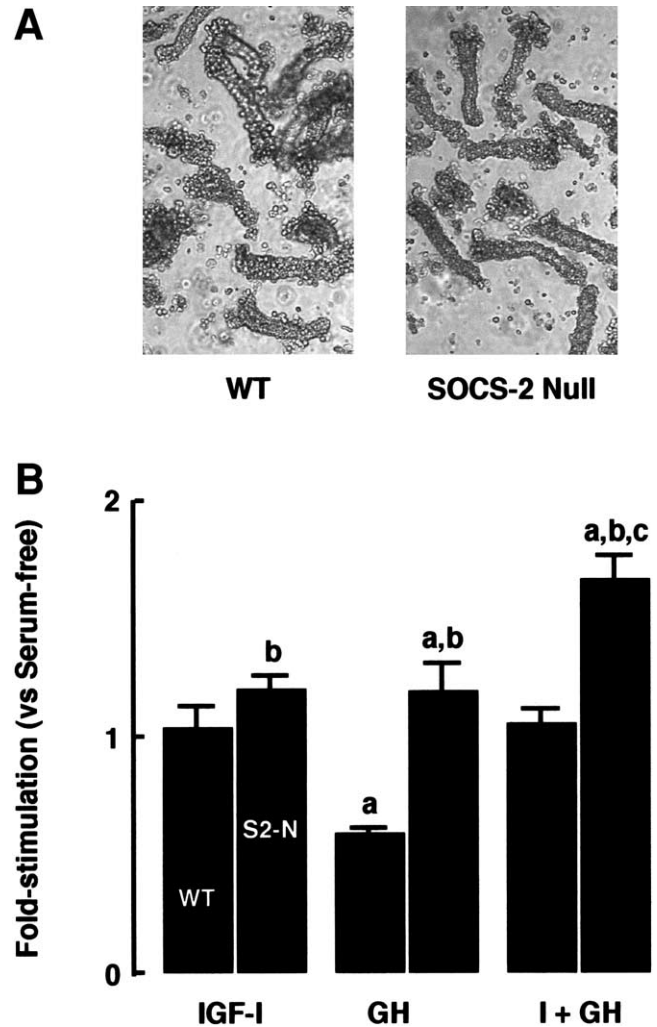 A
WT
SOCS-2 Null
B
Fold-stimulation (vs Serum-free)
2
1
0
WT
S2-N
b
a
a,b
a,b,c
IGF-I
GH
I + GH